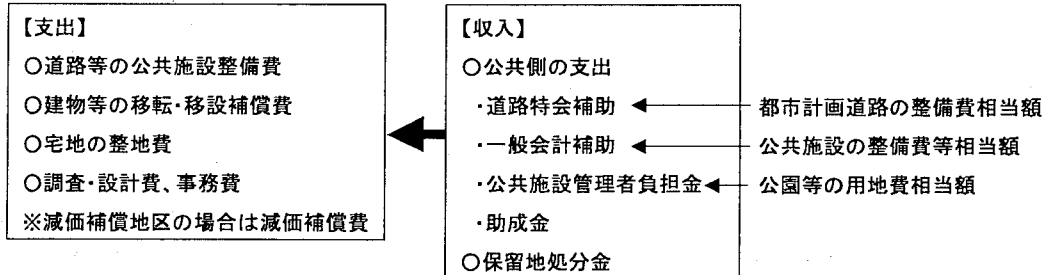 【支出】
○道路等の公共施設整備費
○建物等の移転・移設補償費
○宅地の整地費
○調査・設計費、事務費
※減価補償地区の場合は減価補償費
【収入】
○公共側の支出
・道路特会補助
・一般会計補助
・公共施設管理者負担金
・助成金
○保留地処分金
都市計画道路の整備費相当額
公共施設の整備費等相当額
公園等の用地費相当額